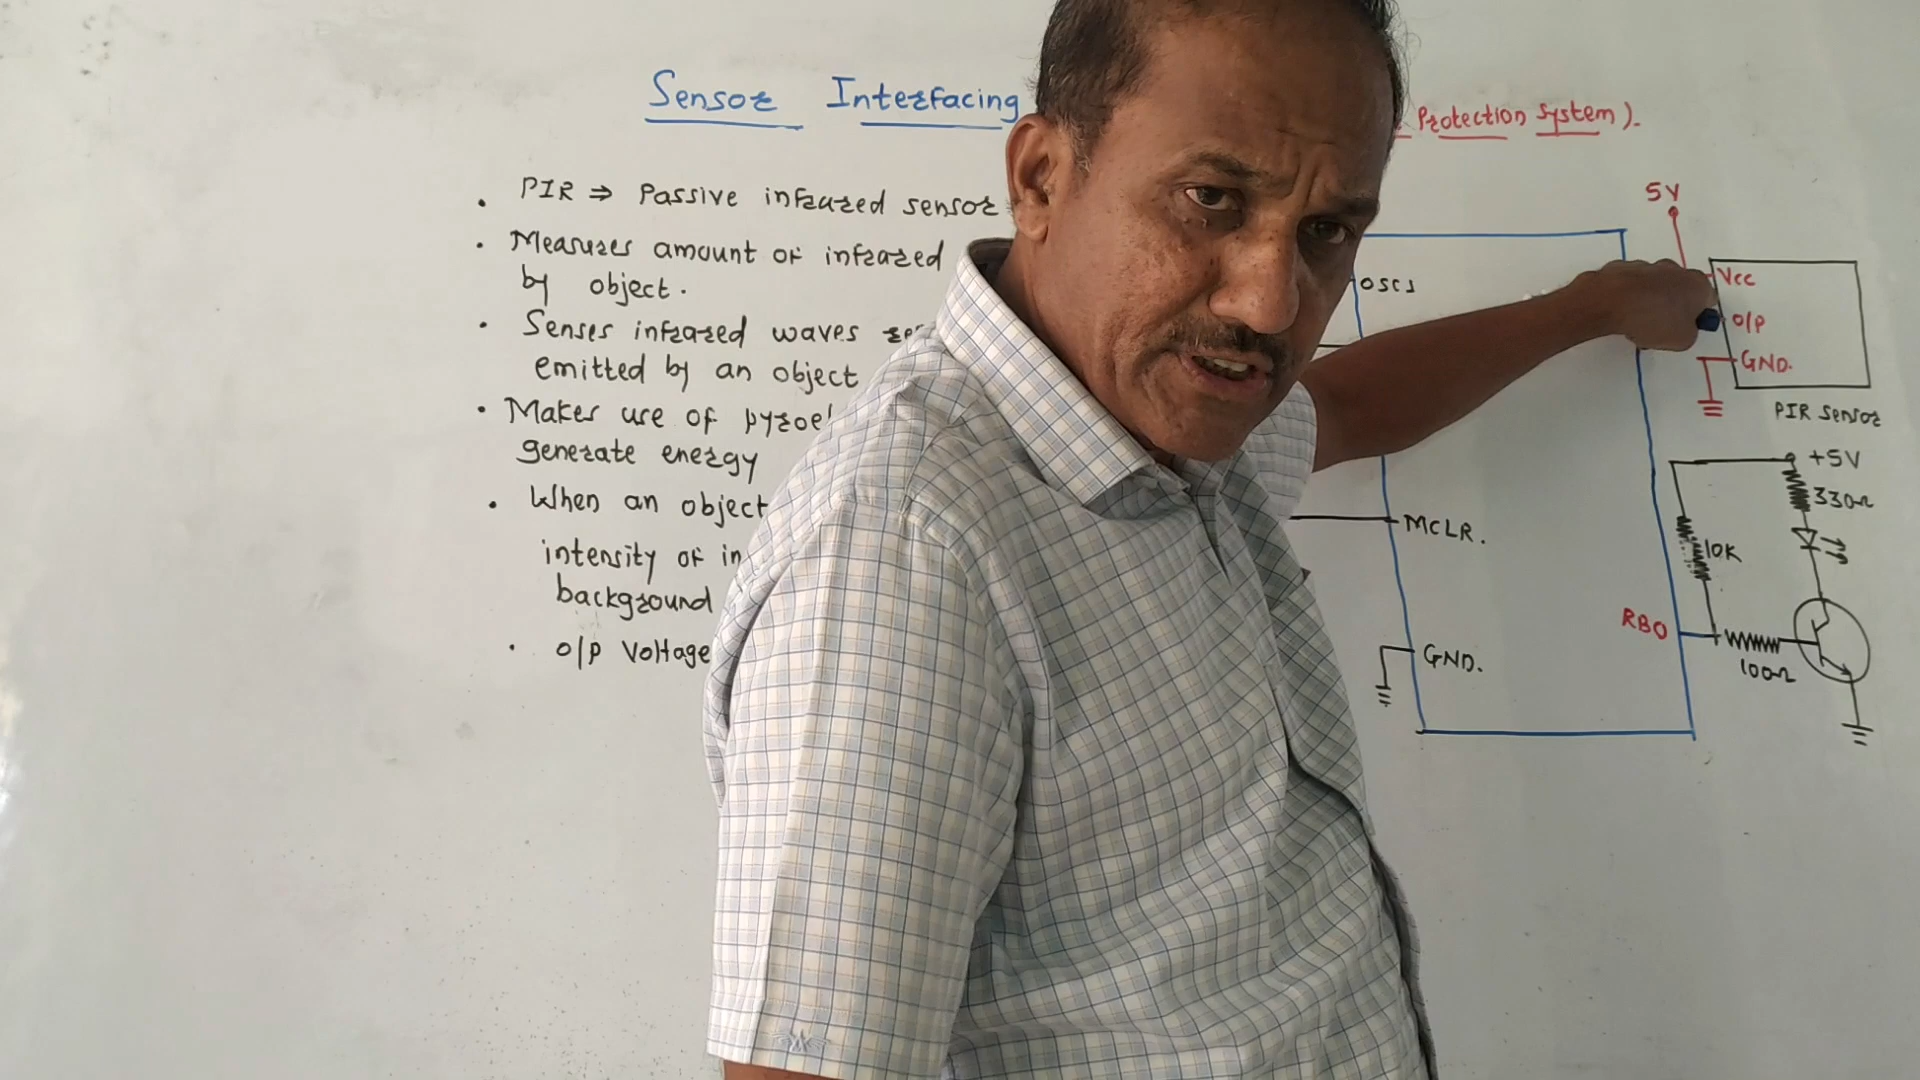 Sensor Interfacing
Protection System).
• PIR ⇒ Passive infrared sensor
• Measures amount of infrared
by object.
• Senses infrared waves
emitted by an object
• Makes use of
generate energy
• When an object
intensity of
background
• O/P Voltage
OSC1
MCLR.
GND.
RB0
5V
Vcc
O/P
GND.
PIR Sensor
+5V
330Ω
10K
100Ω